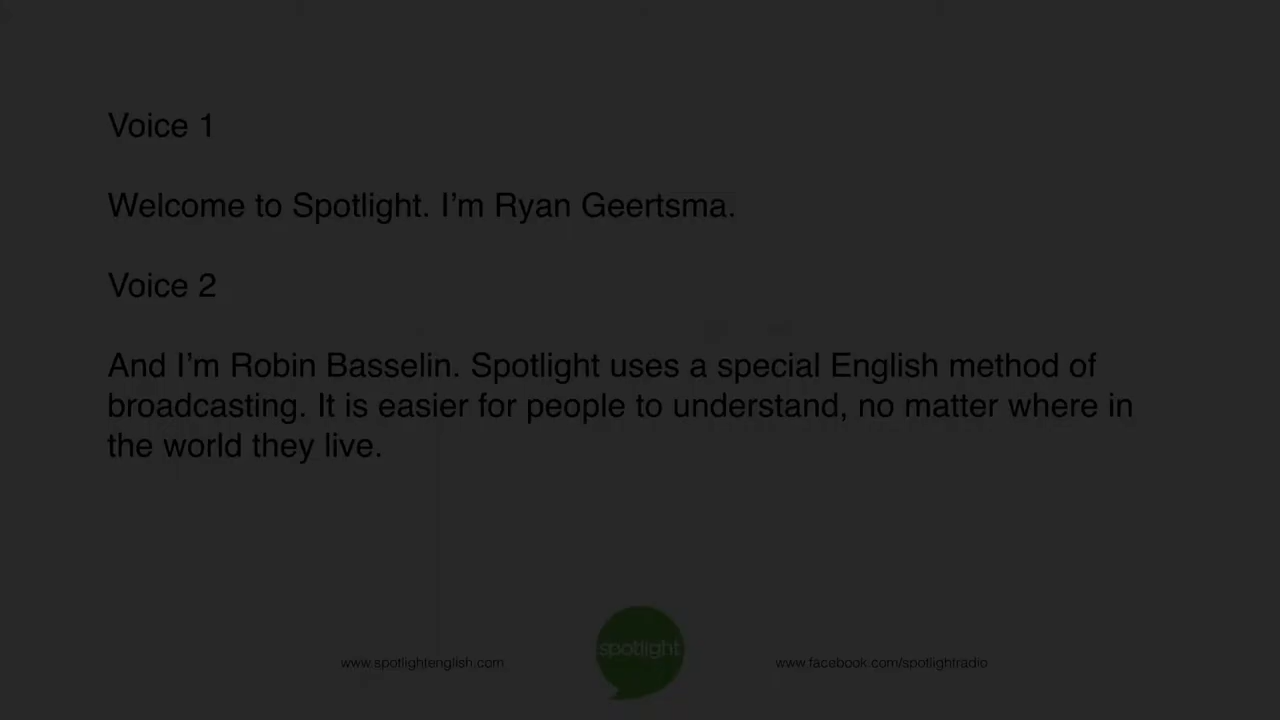 Voice 1
Welcome to Spotlight. I'm Ryan Geertsma.
Voice 2
And I'm Robin Basselin. Spotlight uses a special English method of
broadcasting. It is easier for people to understand, no matter where in
the world they live.
spotlight
www.spotlightenglish.com
www.facebook.com/spotlightradio